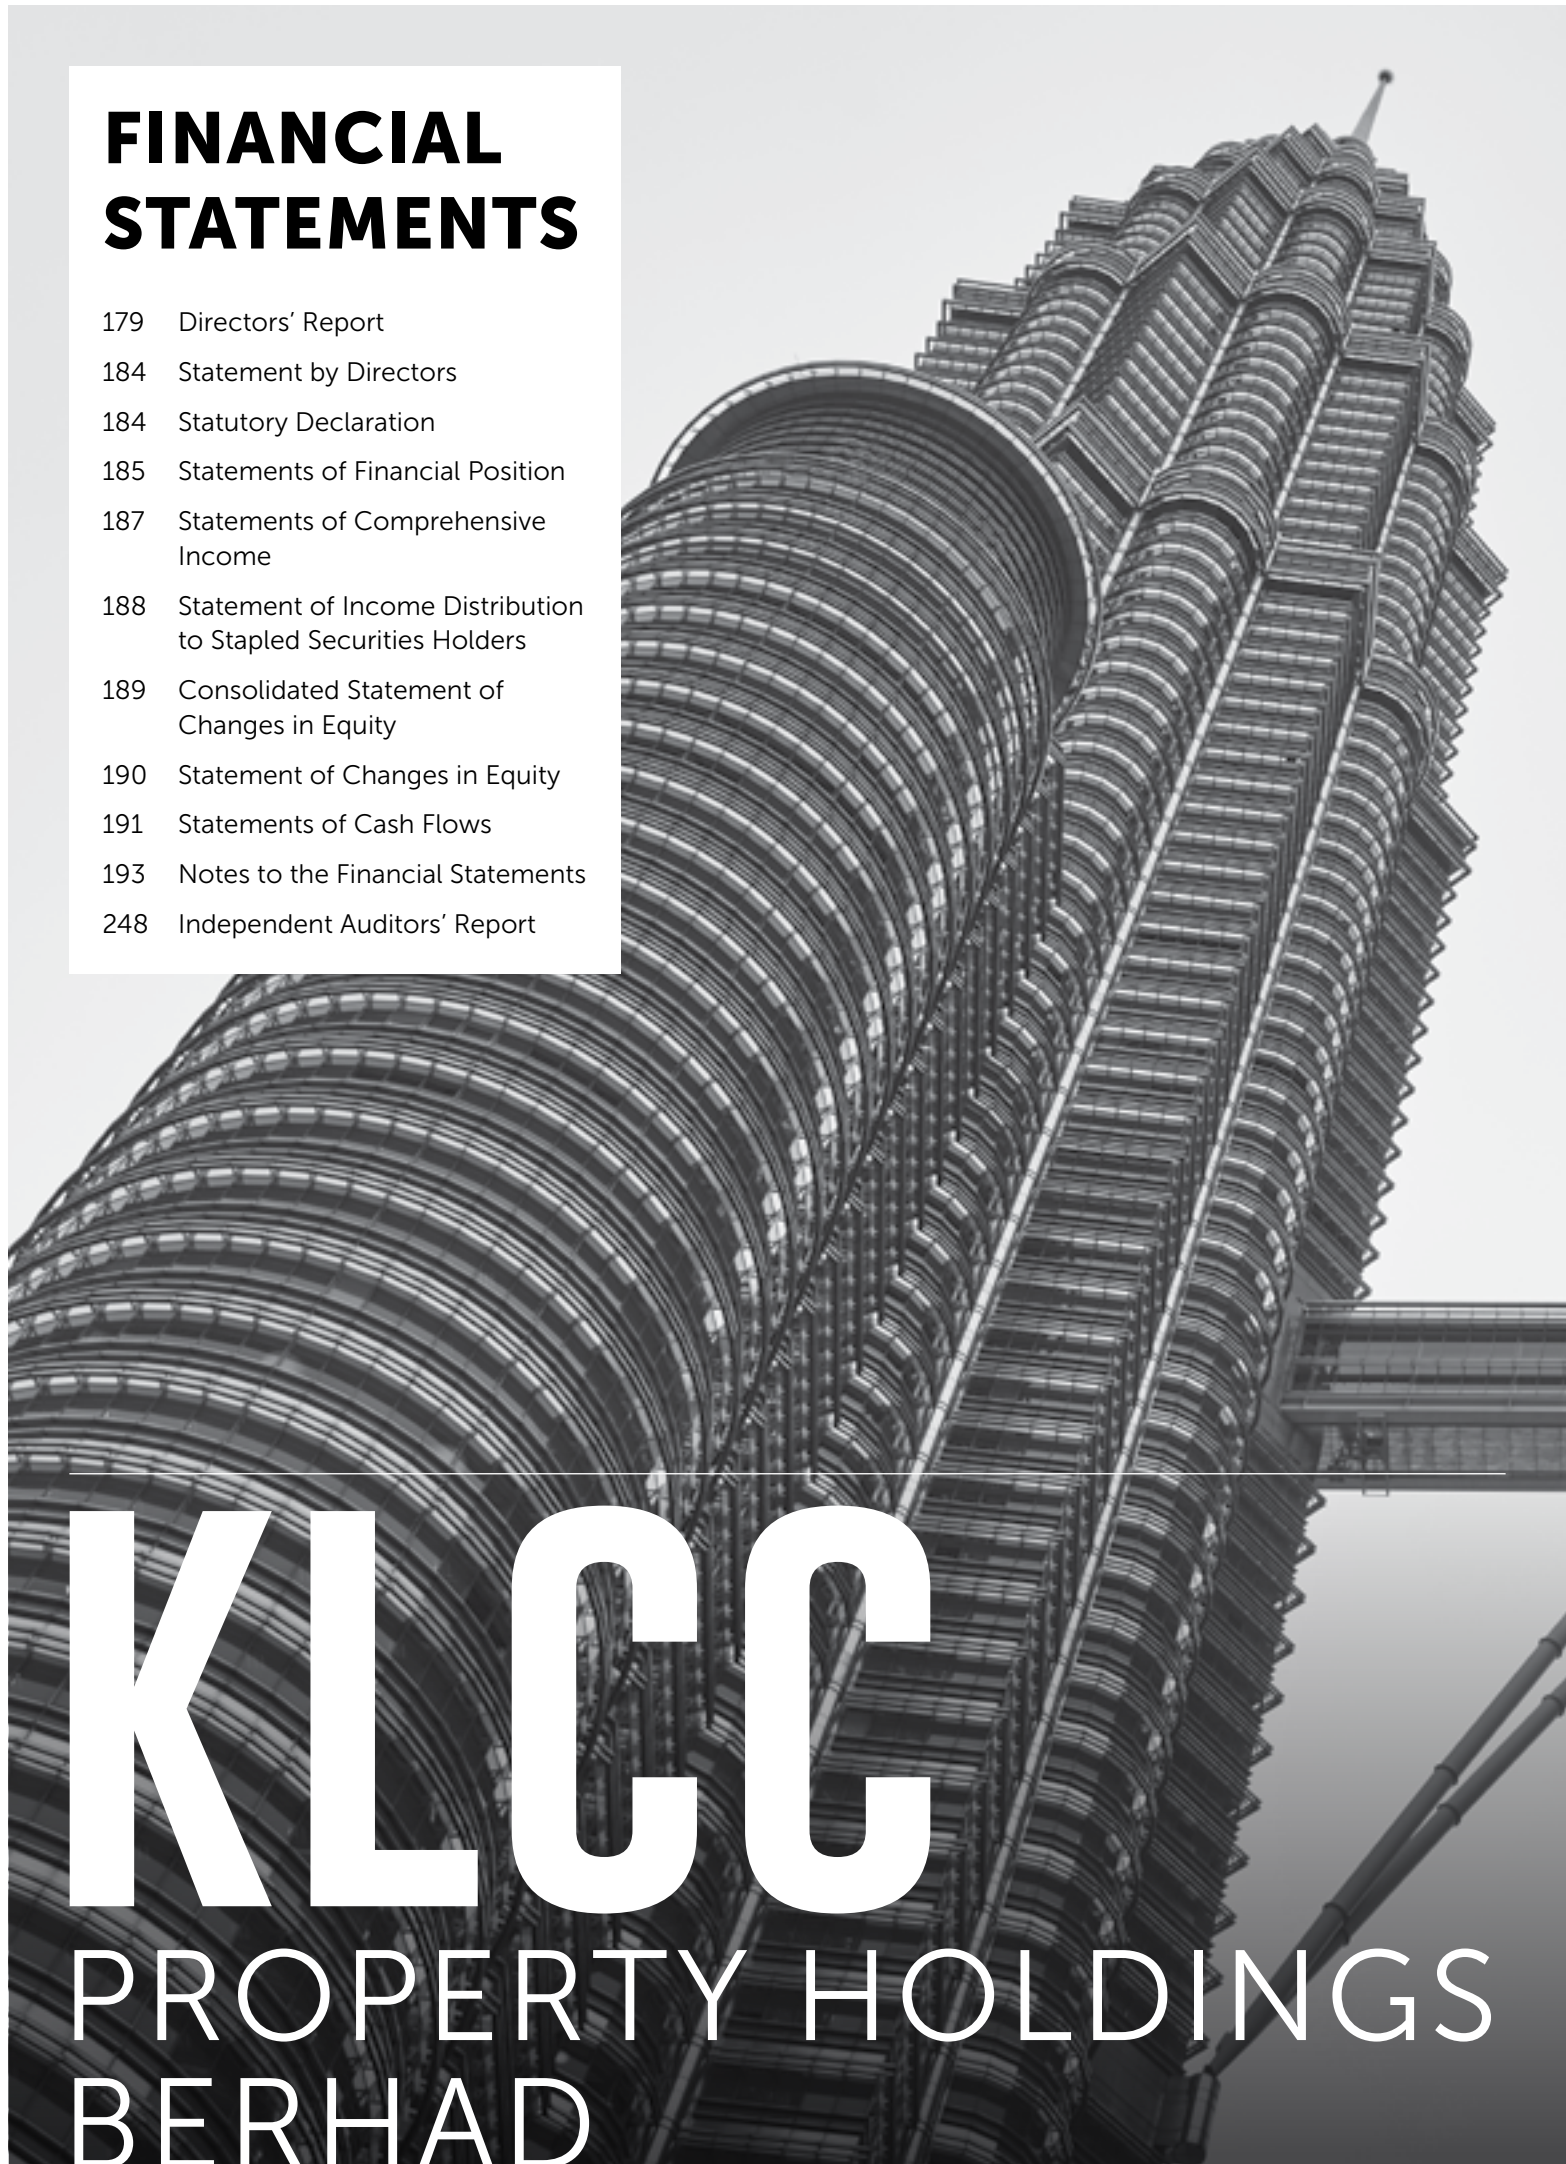 FINANCIAL
STATEMENTS
179 Directors’ Report
184 Statement by Directors
184 Statutory Declaration
185 Statements of Financial Position
187 Statements of Comprehensive
Income
188 Statement of Income Distribution
to Stapled Securities Holders
189 Consolidated Statement of
Changes in Equity
190 Statement of Changes in Equity
191 Statements of Cash Flows
193 Notes to the Financial Statements
248 Independent Auditors’ Report
KLCC
PROPERTY HOLDINGS
BERHAD